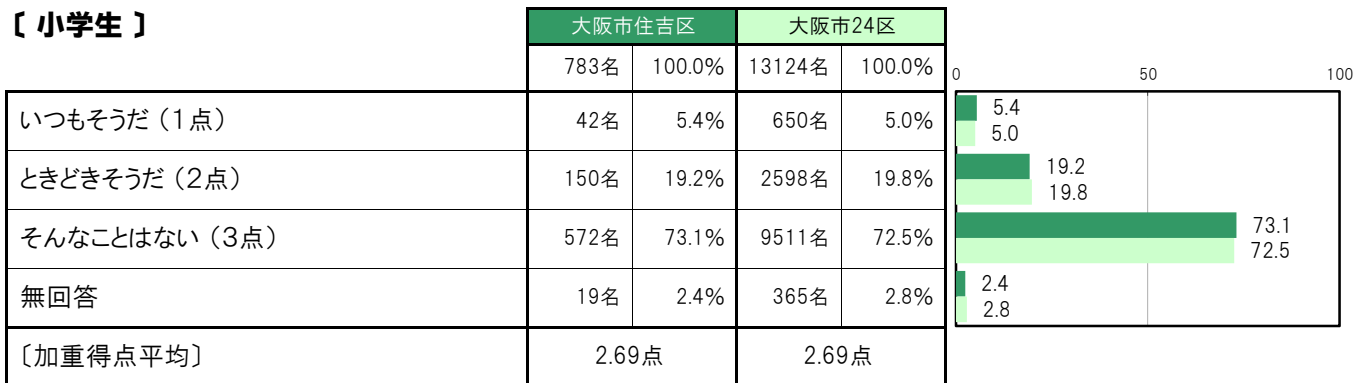 〔 小学生 〕
大阪市住吉区 大阪市24区
783名 100.0% 13124名 100.0%
0 50 100
いつもそうだ（１点） 42名 5.4% 650名 5.0%
5.4
5.0
ときどきそうだ（２点） 150名 19.2% 2598名 19.8%
19.2
19.8
そんなことはない（３点） 572名 73.1% 9511名 72.5%
73.1
72.5
無回答 19名 2.4% 365名 2.8%
2.4
2.8
〔加重得点平均〕 2.69点 2.69点